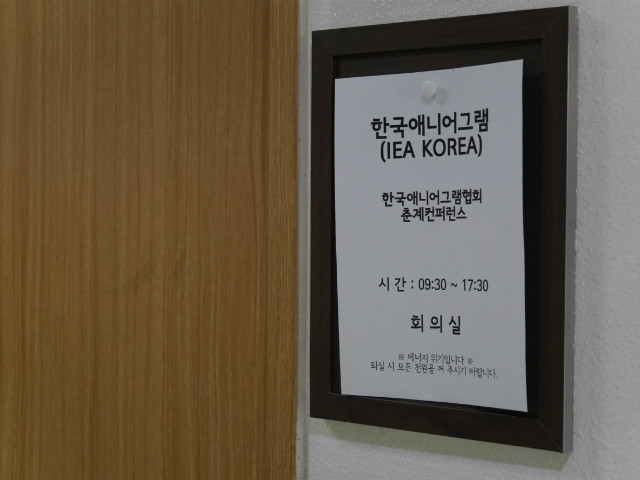 한국애니어그램
(IEA KOREA)
한국애니어그램협회
춘계컨퍼런스
시 간 : 09:30 ~ 17:30
회 의 실
※ 에너지 위기입니다 ※
퇴실 시 모든 전원을 꺼 주시기 바랍니다.